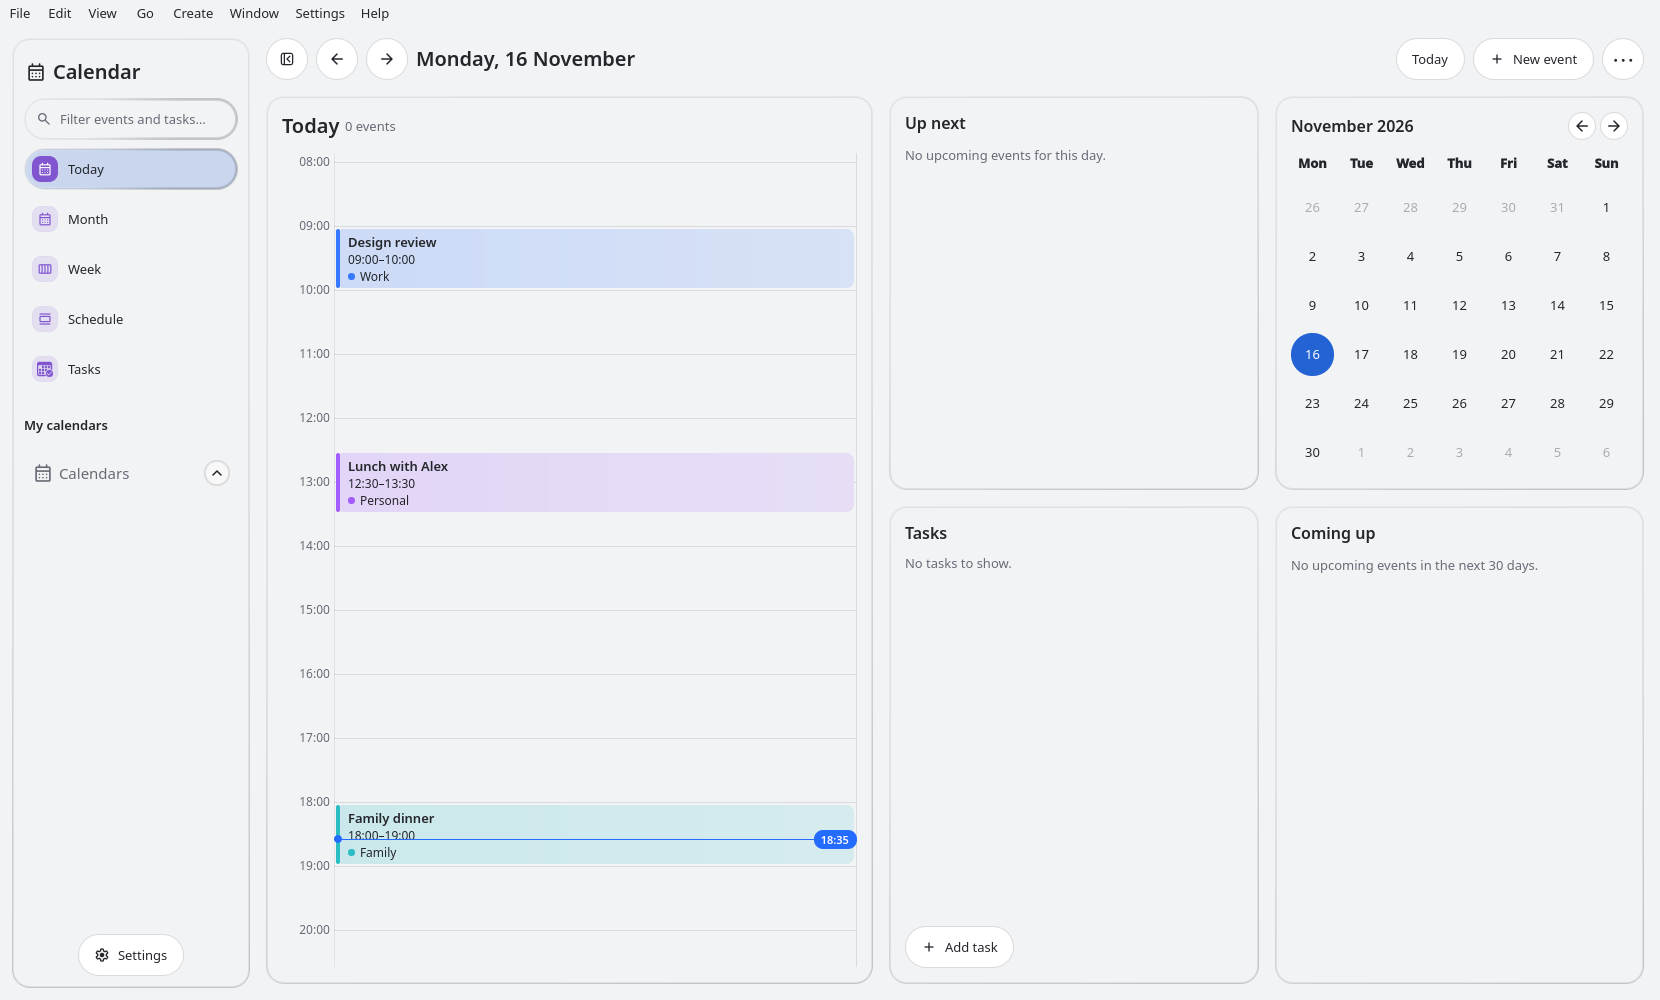 File Edit View Go Create Window Settings Help
Calendar
Filter events and tasks...
Today
Month
Week
Schedule
Tasks
My calendars
Calendars
Settings
Monday, 16 November
Today
New event
Today 0 events
08:00
09:00
Design review
09:00–10:00
Work
10:00
11:00
12:00
Lunch with Alex
12:30–13:30
13:00
Personal
14:00
15:00
16:00
17:00
18:00
Family dinner
18:00–19:00
18:35
Family
19:00
20:00
Up next
No upcoming events for this day.
November 2026
Mon Tue Wed Thu Fri Sat Sun
26 27 28 29 30 31 1
2 3 4 5 6 7 8
9 10 11 12 13 14 15
16 17 18 19 20 21 22
23 24 25 26 27 28 29
30 1 2 3 4 5 6
Tasks
No tasks to show.
Add task
Coming up
No upcoming events in the next 30 days.